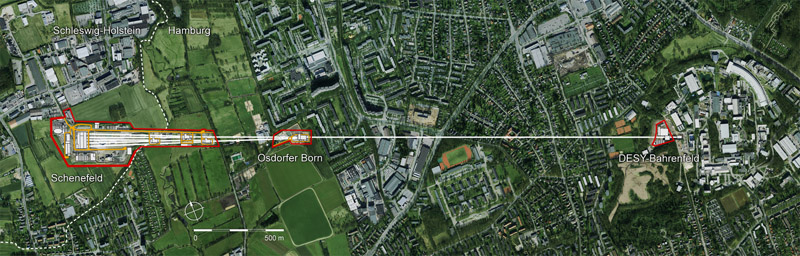 Schleswig-Holstein
Hamburg
Osdorfer Born
DESY-Bahrenfeld
Schenefeld
0
500 m